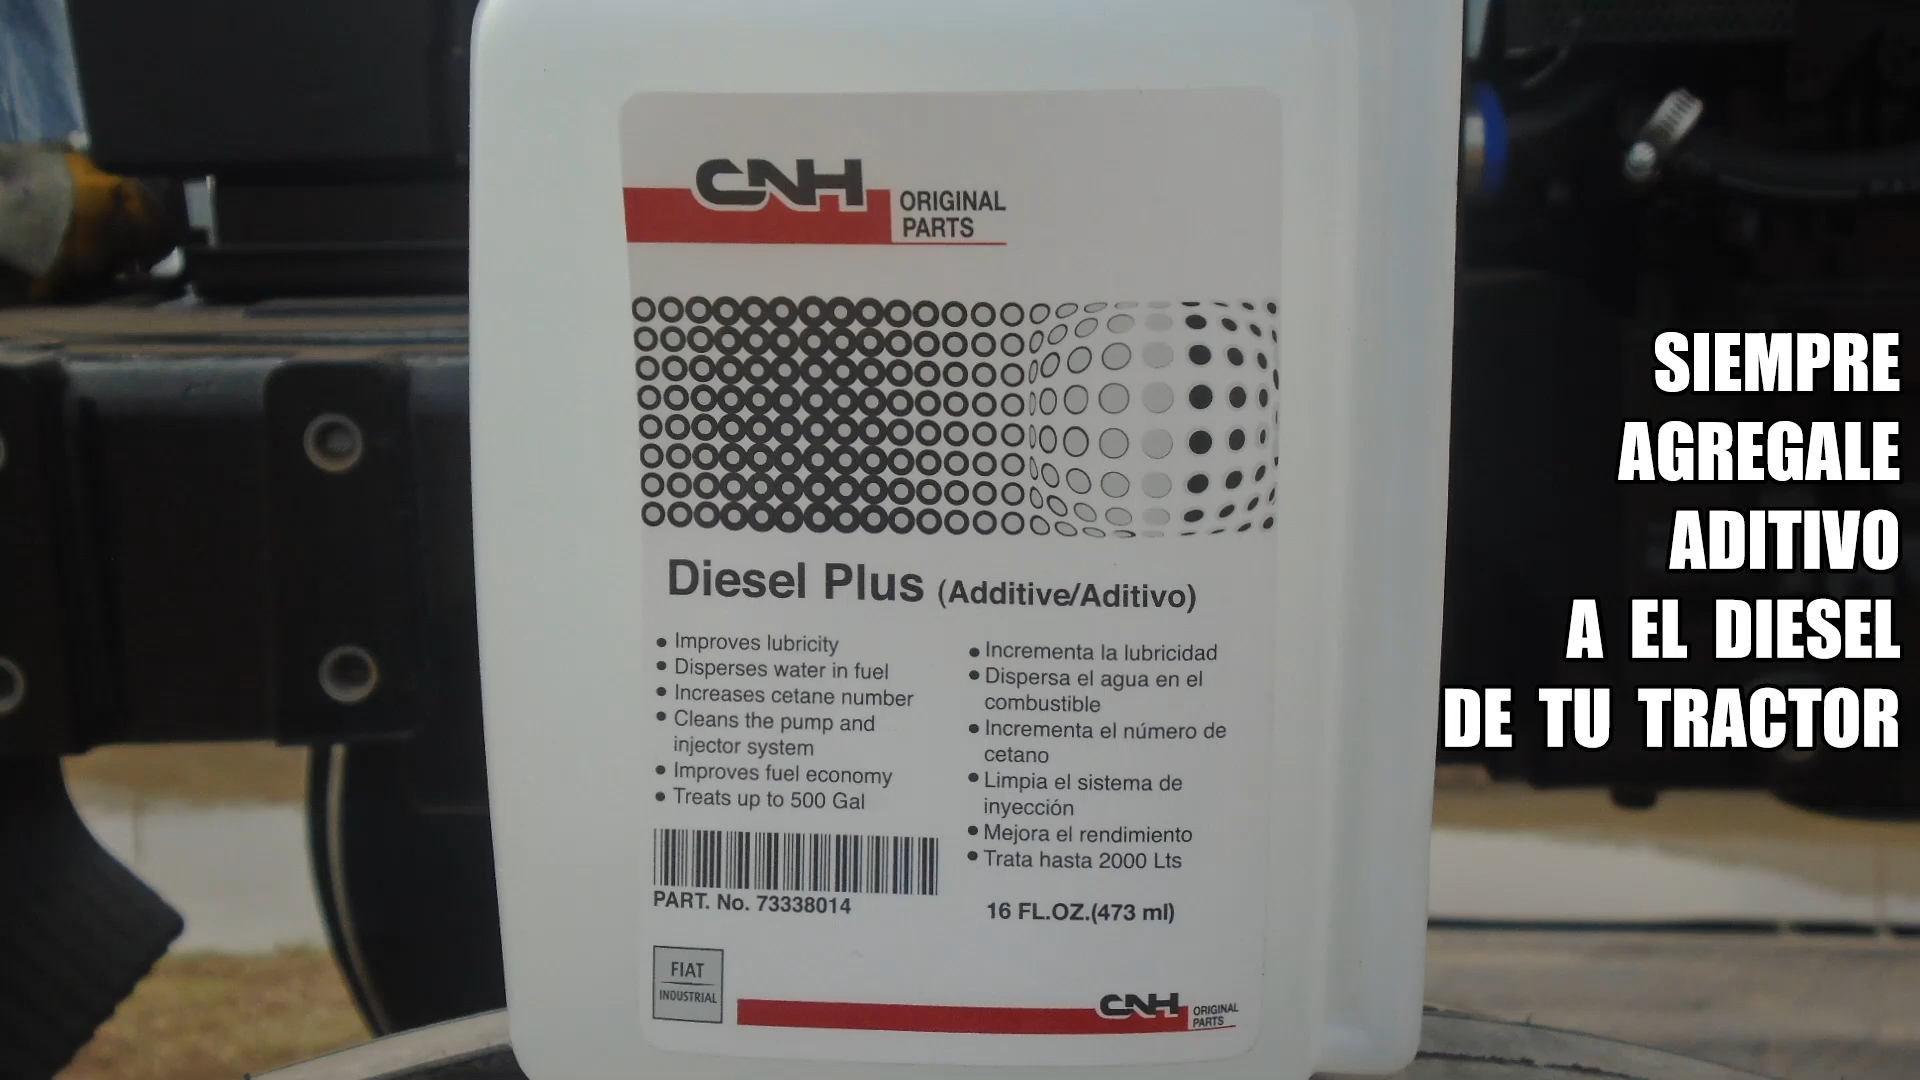 CNH
ORIGINAL
PARTS
Diesel Plus (Additive/Aditivo)
• Improves lubricity
• Disperses water in fuel
• Increases cetane number
• Cleans the pump and
injector system
• Improves fuel economy
• Treats up to 500 Gal
• Incrementa la lubricidad
• Dispersa el agua en el
combustible
• Incrementa el número de
cetano
• Limpia el sistema de
inyección
• Mejora el rendimiento
• Trata hasta 2000 Lts
PART. No. 73338014
16 FL.OZ.(473 ml)
FIAT
INDUSTRIAL
CNH
ORIGINAL
PARTS
SIEMPRE
AGREGALE
ADITIVO
A EL DIESEL
DE TU TRACTOR